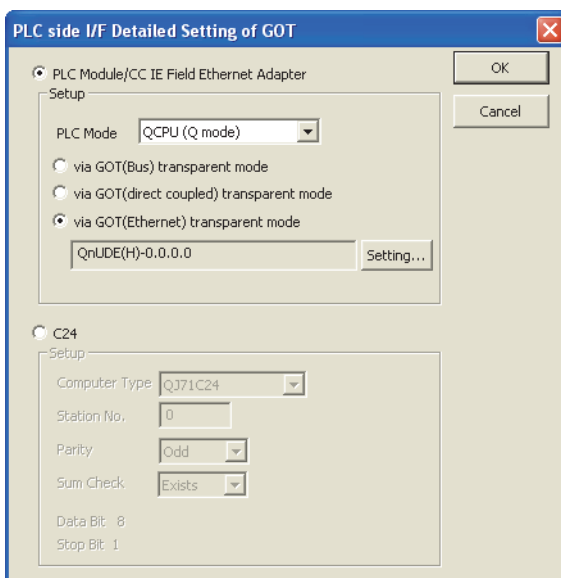 PLC side I/F Detailed Setting of GOT
PLC Module/CC IE Field Ethernet Adapter
OK
Setup
Cancel
PLC Mode QCPU (Q mode)
via GOT(Bus) transparent mode
via GOT(direct coupled) transparent mode
via GOT(Ethernet) transparent mode
QnUDE(H)-0.0.0.0 Setting...
C24
Setup
Computer Type QJ71C24
Station No. 0
Parity Odd
Sum Check Exists
Data Bit 8
Stop Bit 1